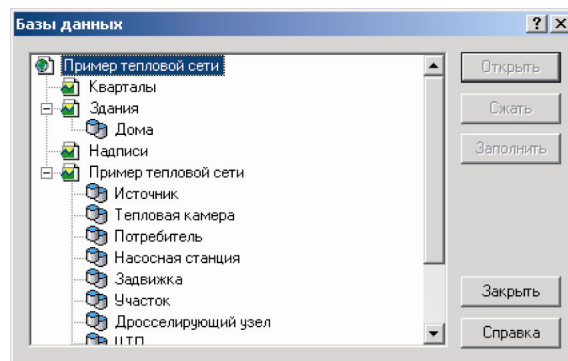 Базы данных
Пример тепловой сети
Открыть
Кварталы
Здания
Сжать
Дома
Надписи
Заполнить
Пример тепловой сети
Источник
Тепловая камера
Потребитель
Насосная станция
Задвижка
Закрыть
Участок
Дросселирующий узел
Справка
ЦТП